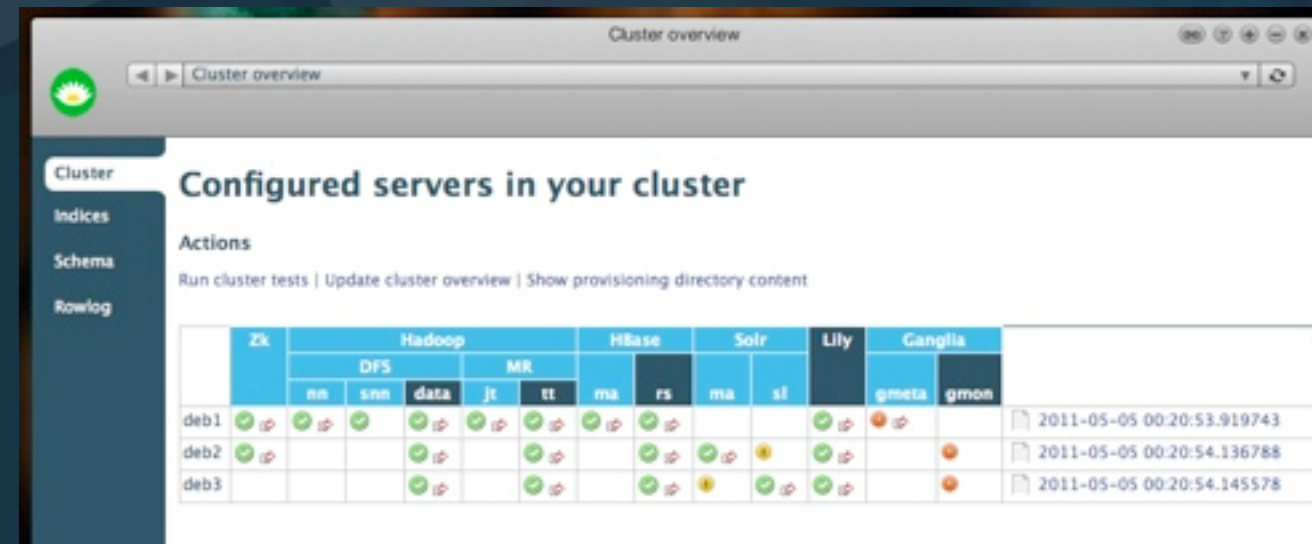 Cluster overview
Cluster overview
Cluster
Indices
Schema
Rowlog
Configured servers in your cluster
Actions
Run cluster tests | Update cluster overview | Show provisioning directory content
Zk Hadoop HBase Solr Lily Ganglia
DFS MR
nn snn data jt tt ma rs ma sl gmeta gmon
deb1 2011-05-05 00:20:53.919743
deb2 2011-05-05 00:20:54.136788
deb3 2011-05-05 00:20:54.145578